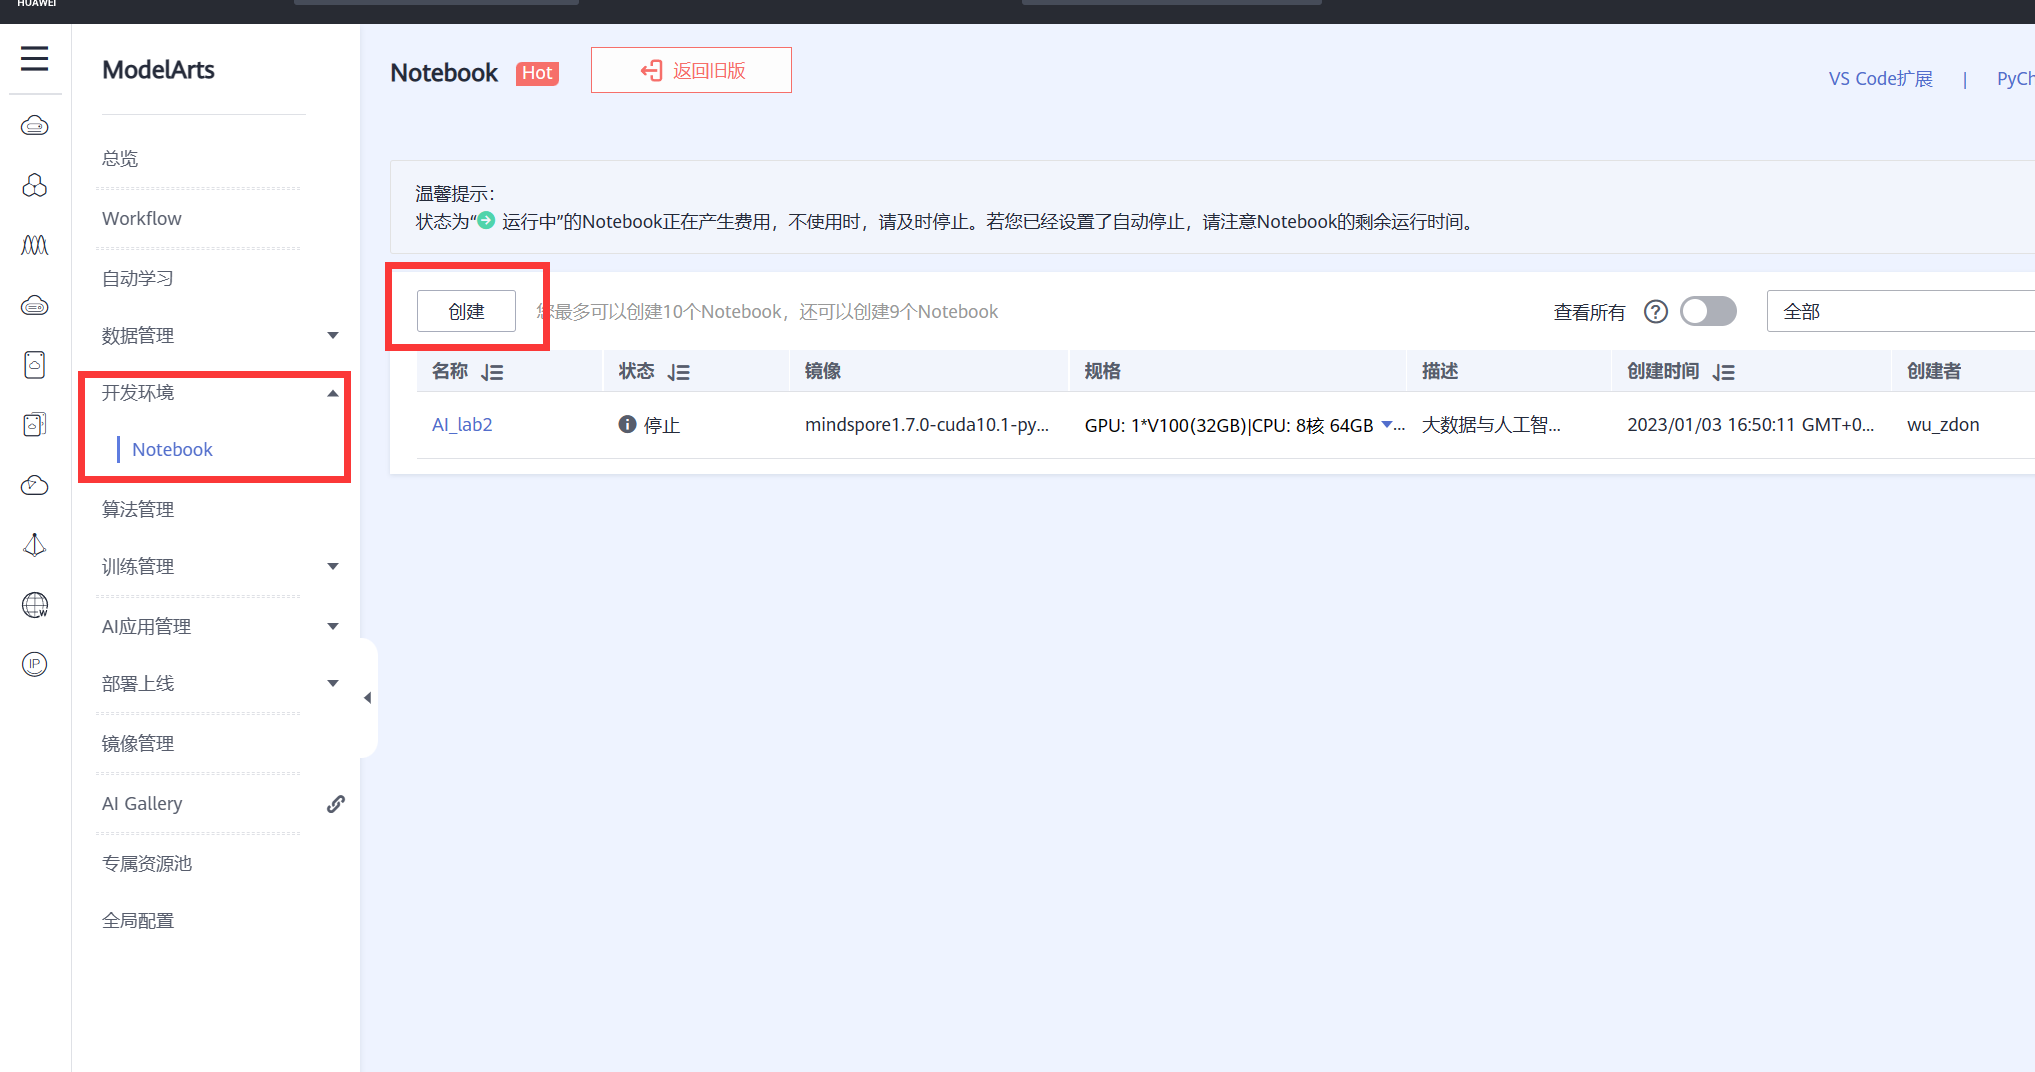 HUAWEI
ModelArts
总览
Workflow
自动学习
数据管理
开发环境
Notebook
算法管理
训练管理
AI应用管理
部署上线
镜像管理
AI Gallery
专属资源池
全局配置
IP
Notebook Hot 返回旧版
VS Code扩展 | PyCh
温馨提示：
状态为“ 运行中”的Notebook正在产生费用，不使用时，请及时停止。若您已经设置了自动停止，请注意Notebook的剩余运行时间。
创建 您最多可以创建10个Notebook，还可以创建9个Notebook 查看所有 ? 全部
名称 状态 镜像 规格 描述 创建时间 创建者
AI_lab2 停止 mindspore1.7.0-cuda10.1-py... GPU: 1*V100(32GB)|CPU: 8核 64GB ... 大数据与人工智... 2023/01/03 16:50:11 GMT+0... wu_zdon